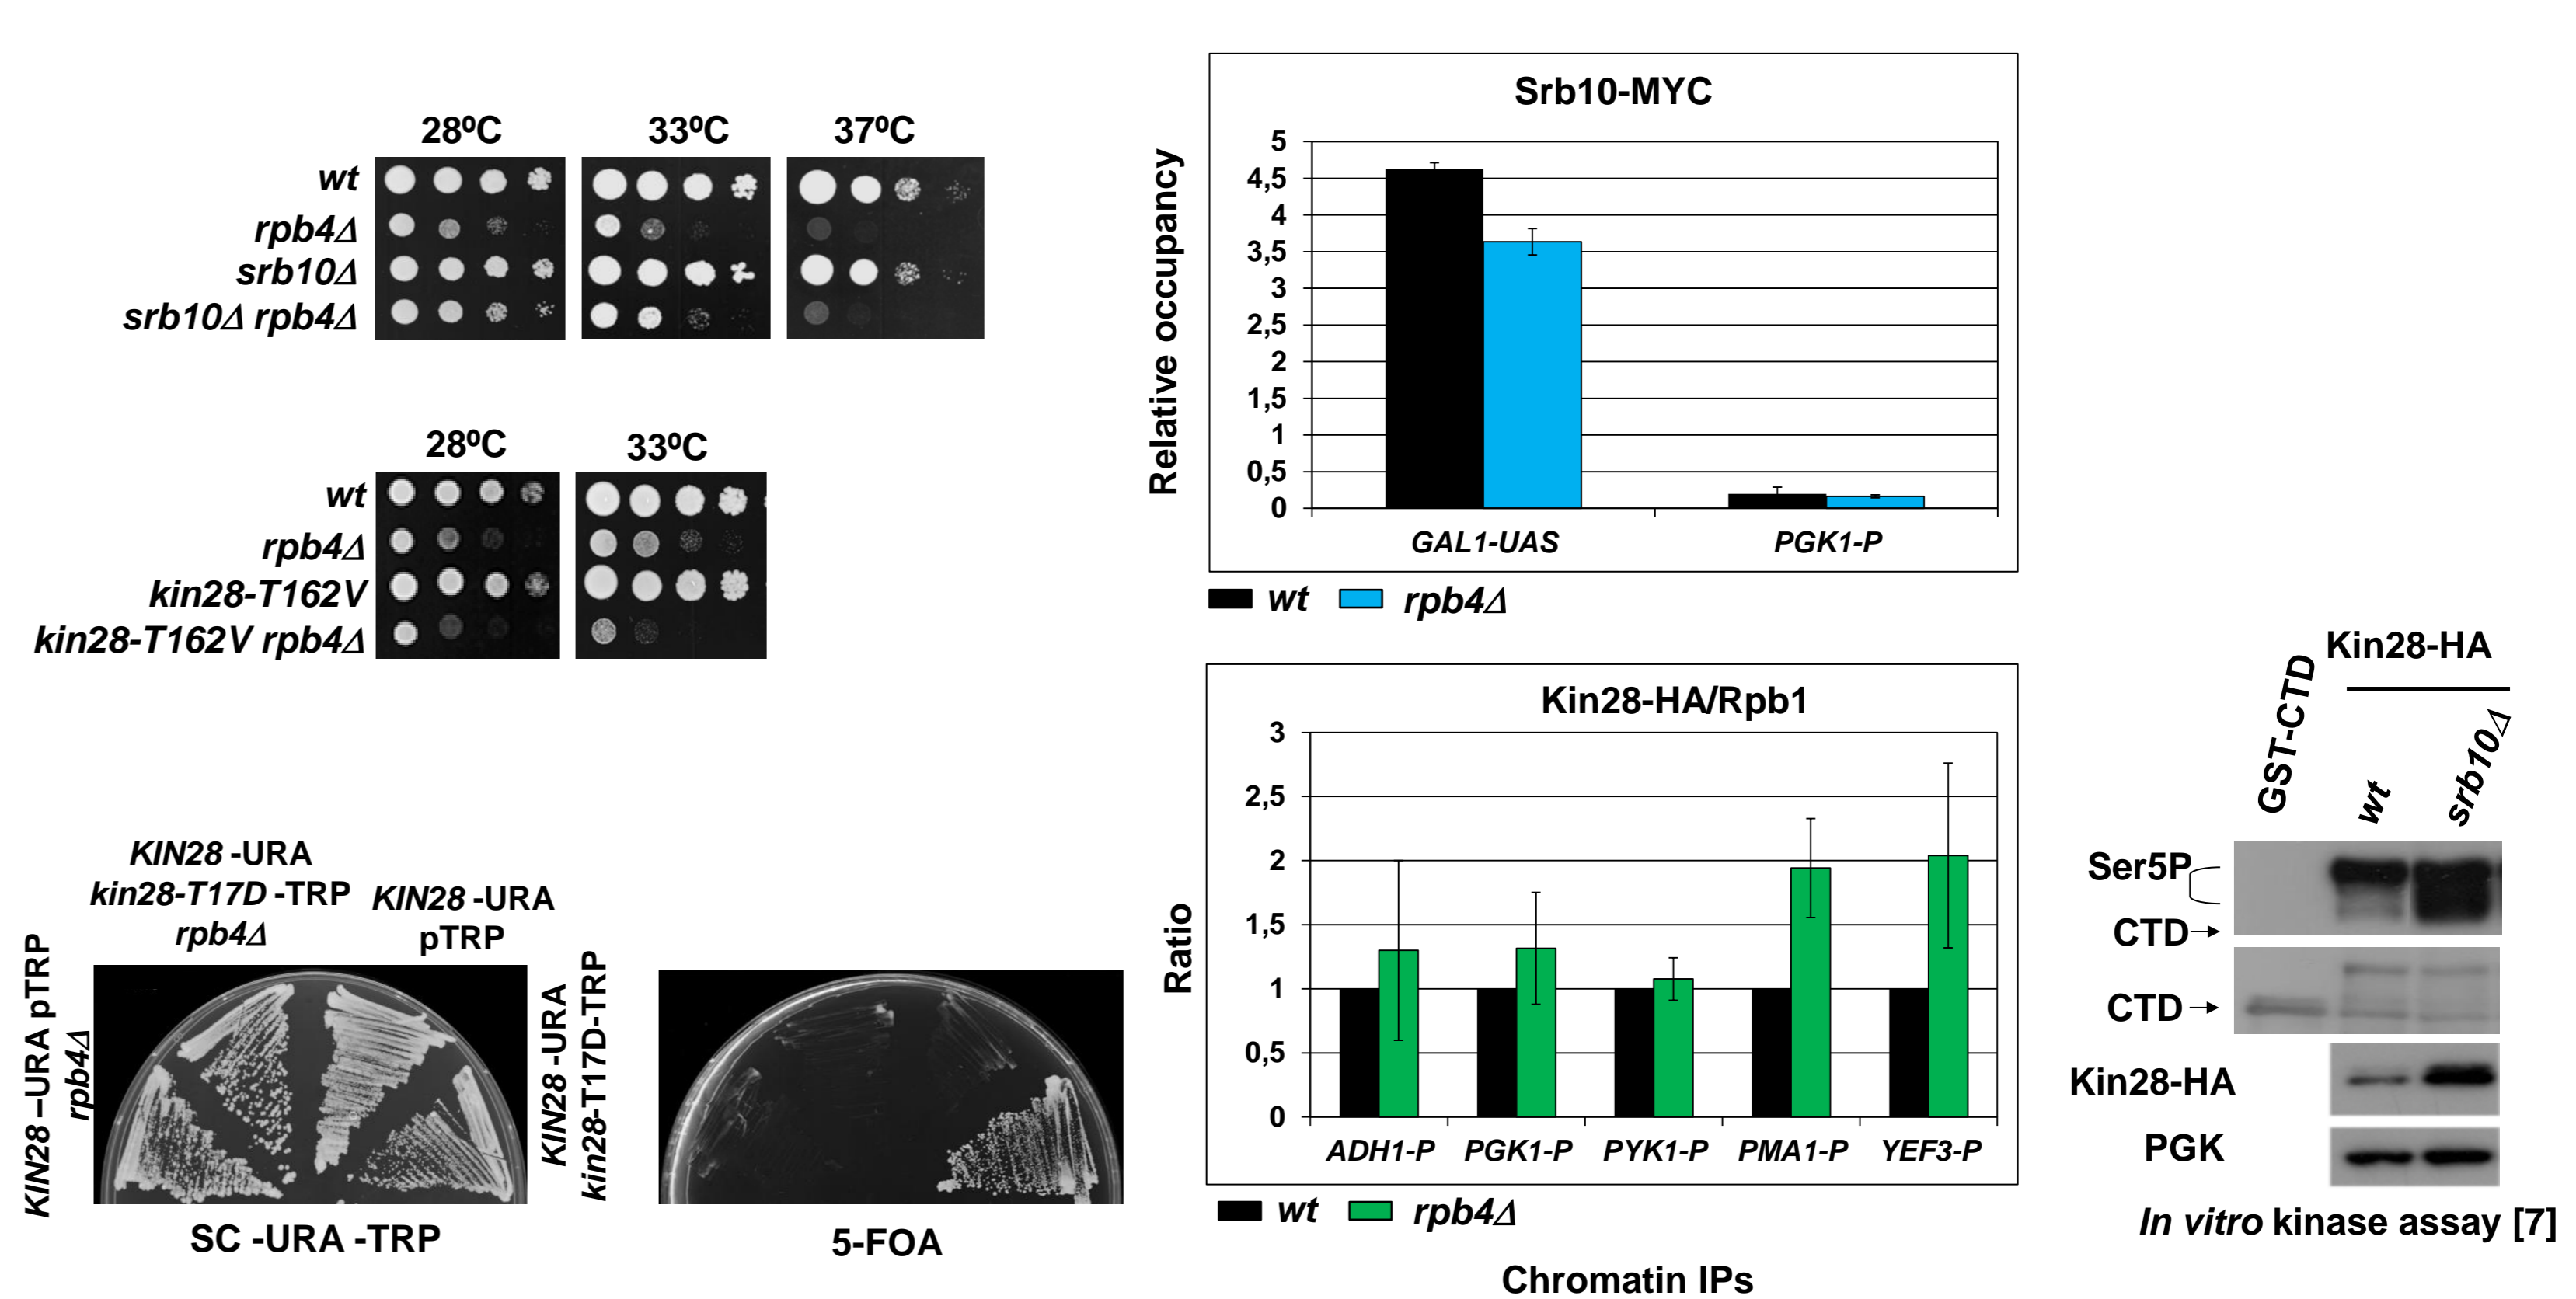 28ºC
33ºC
37ºC
wt
rpb4Δ
srb10Δ
srb10Δ rpb4Δ
28ºC
33ºC
wt
rpb4Δ
kin28-T162V
kin28-T162V rpb4Δ
KIN28 -URA
kin28-T17D -TRP
rpb4Δ
KIN28 -URA
pTRP
KIN28 –URA pTRP
rpb4Δ
KIN28 -URA
kin28-T17D-TRP
SC -URA -TRP
5-FOA
Srb10-MYC
Relative occupancy
5
4,5
4
3,5
3
2,5
2
1,5
1
0,5
0
GAL1-UAS
PGK1-P
wt
rpb4Δ
Kin28-HA/Rpb1
Ratio
3
2,5
2
1,5
1
0,5
0
ADH1-P
PGK1-P
PYK1-P
PMA1-P
YEF3-P
wt
rpb4Δ
Chromatin IPs
Kin28-HA
GST-CTD
wt
srb10Δ
Ser5P
CTD
CTD
Kin28-HA
PGK
In vitro kinase assay [7]